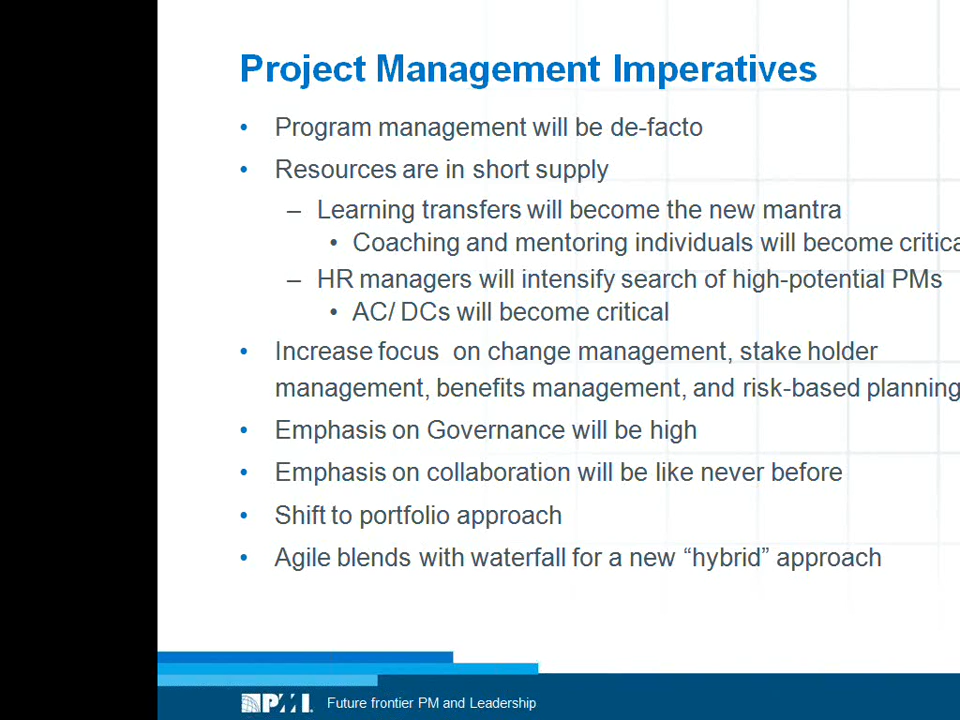 Project Management Imperatives
• Program management will be de-facto
• Resources are in short supply
– Learning transfers will become the new mantra
• Coaching and mentoring individuals will become critica
– HR managers will intensify search of high-potential PMs
• AC/ DCs will become critical
• Increase focus  on change management, stake holder
management, benefits management, and risk-based planning
• Emphasis on Governance will be high
• Emphasis on collaboration will be like never before
• Shift to portfolio approach
• Agile blends with waterfall for a new “hybrid” approach
PMI. Future frontier PM and Leadership